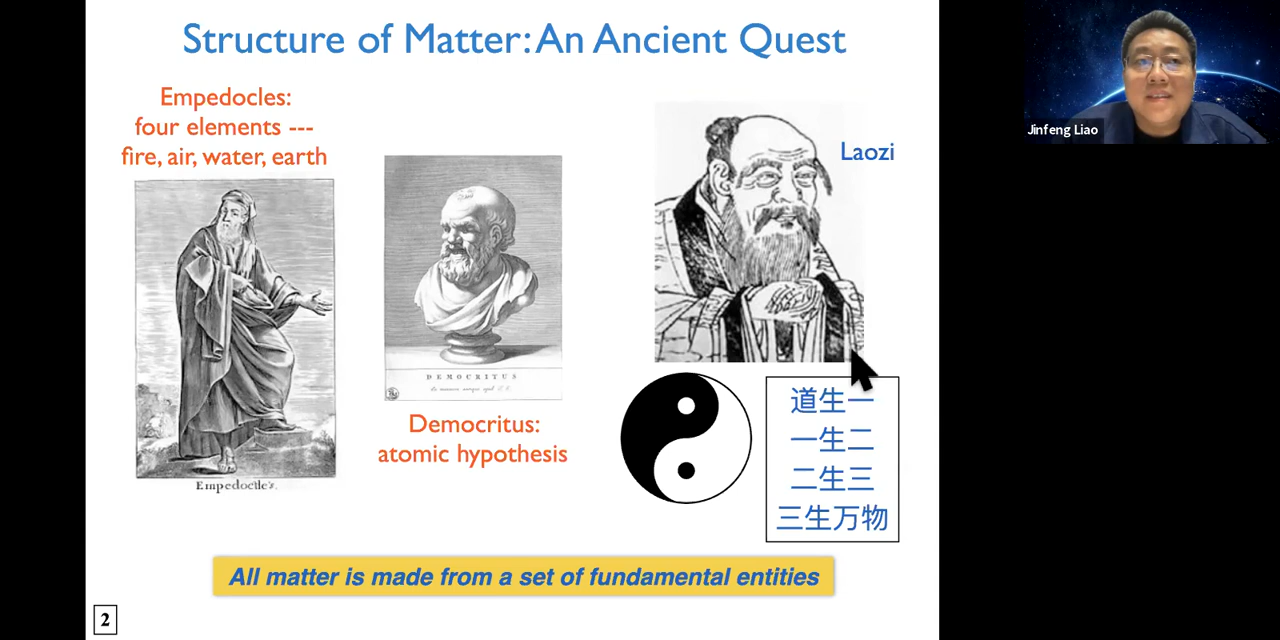 Structure of Matter: An Ancient Quest
Empedocles:
four elements ---
fire, air, water, earth
Empedocle's.
DEMOCRITUS
Democritus:
atomic hypothesis
Laozi
道生一
一生二
二生三
三生万物
All matter is made from a set of fundamental entities
2
Jinfeng Liao